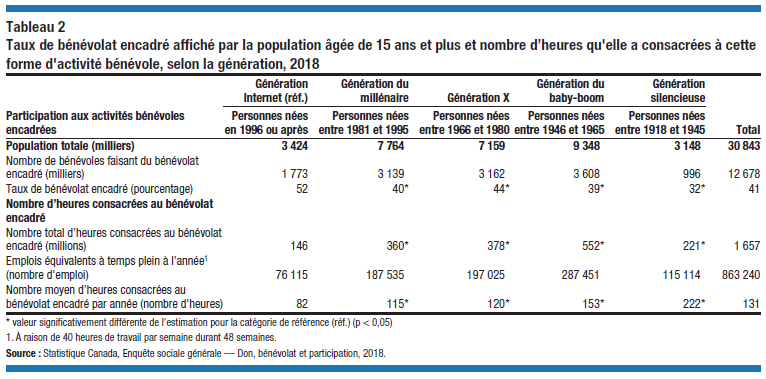 Tableau 2
Taux de bénévolat encadré affiché par la population âgée de 15 ans et plus et nombre d’heures qu'elle a consacrées à cette
forme d'activité bénévole, selon la génération, 2018
Participation aux activités bénévoles
encadrées
Génération
Internet (réf.)
Génération du
millénaire
Génération X
Génération du
baby-boom
Génération
silencieuse
Personnes nées
en 1996 ou après
Personnes nées
entre 1981 et 1995
Personnes nées
entre 1966 et 1980
Personnes nées
entre 1946 et 1965
Personnes nées
entre 1918 et 1945
Total
Population totale (milliers) 3 424 7 764 7 159 9 348 3 148 30 843
Nombre de bénévoles faisant du bénévolat
encadré (milliers) 1 773 3 139 3 162 3 608 996 12 678
Taux de bénévolat encadré (pourcentage) 52 40* 44* 39* 32* 41
Nombre d’heures consacrées au bénévolat
encadré
Nombre total d’heures consacrées au bénévolat
encadré (millions) 146 360* 378* 552* 221* 1 657
Emplois équivalents à temps plein à l’année¹
(nombre d'emploi) 76 115 187 535 197 025 287 451 115 114 863 240
Nombre moyen d’heures consacrées au
bénévolat encadré par année (nombre d’heures) 82 115* 120* 153* 222* 131
* valeur significativement différente de l’estimation pour la catégorie de référence (réf.) (p < 0,05)
1. À raison de 40 heures de travail par semaine durant 48 semaines.
Source : Statistique Canada, Enquête sociale générale — Don, bénévolat et participation, 2018.